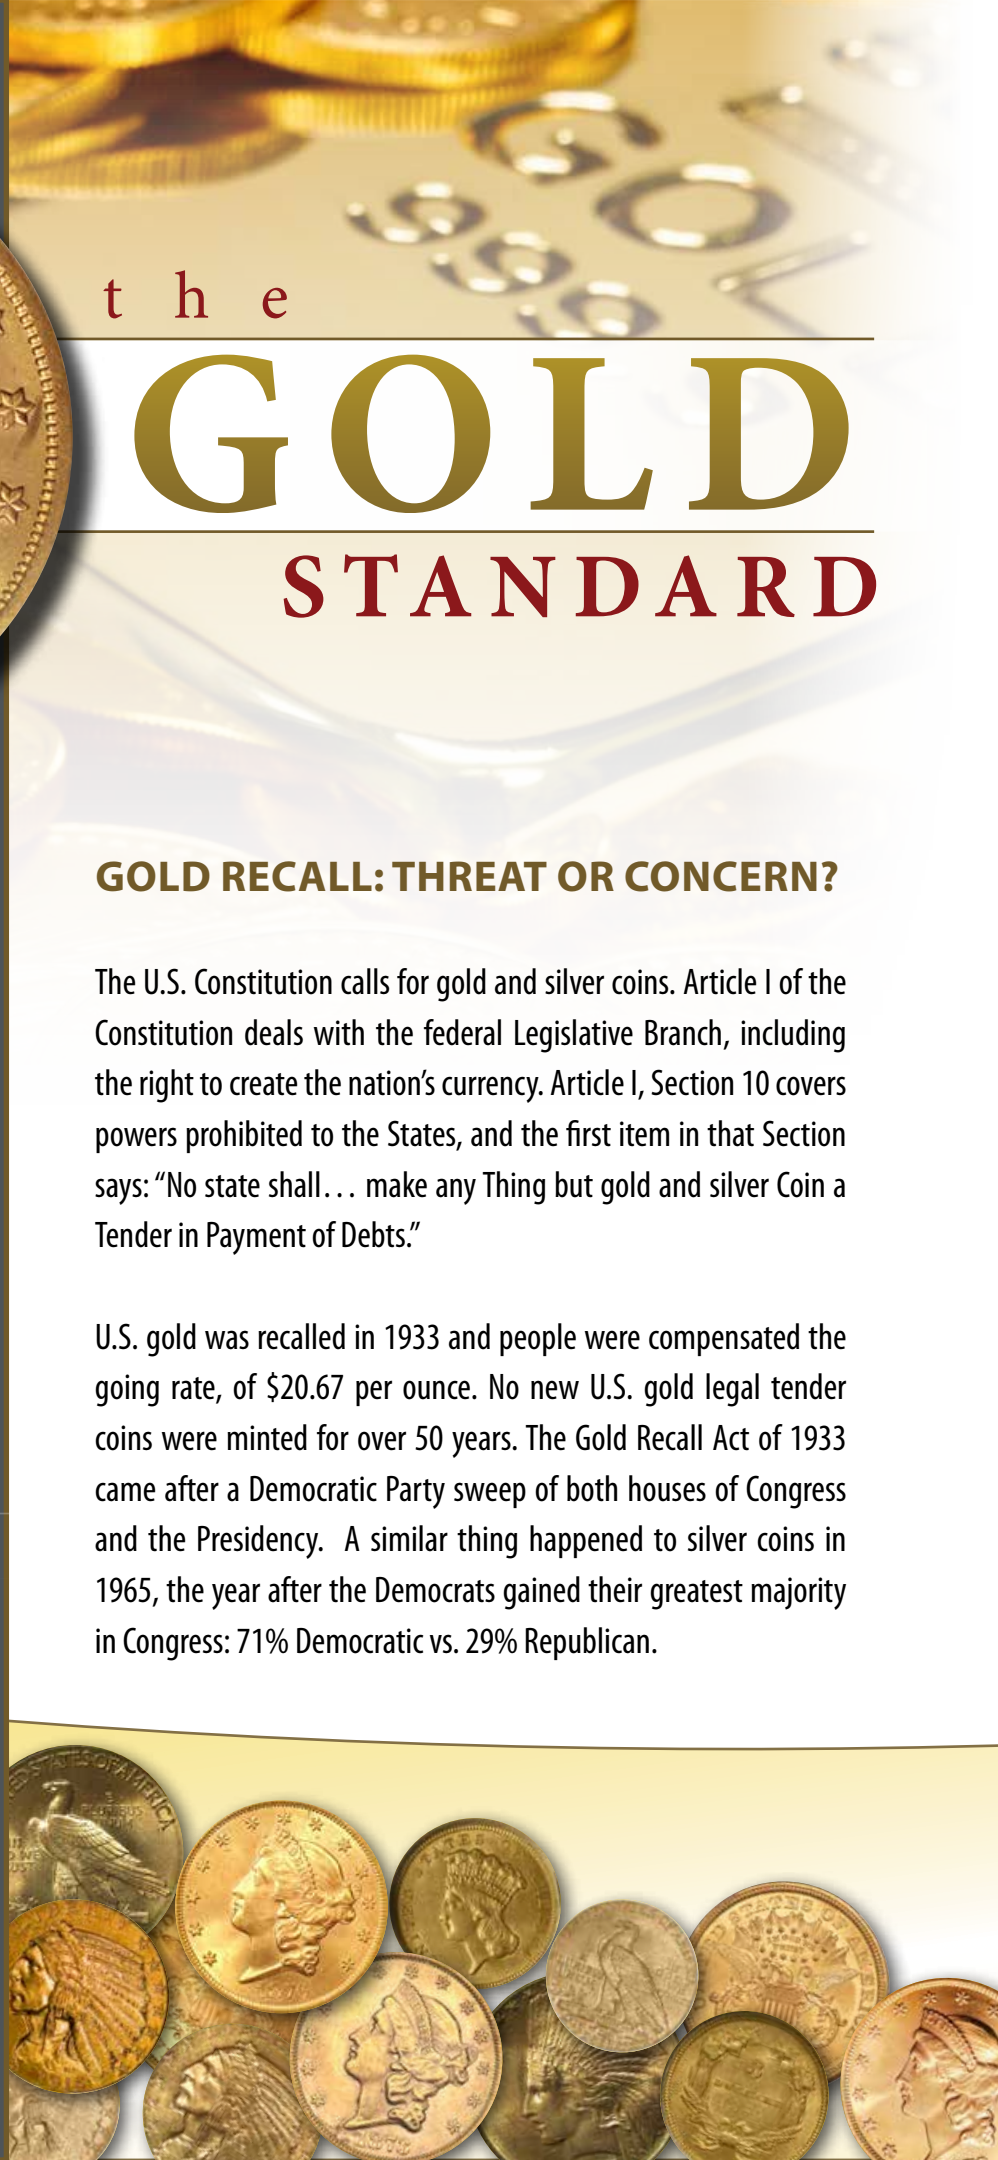 GOLD
999
the
GOLD
STANDARD
GOLD RECALL: THREAT OR CONCERN?
The U.S. Constitution calls for gold and silver coins. Article I of the
Constitution deals with the federal Legislative Branch, including
the right to create the nation’s currency. Article I, Section 10 covers
powers prohibited to the States, and the first item in that Section
says: “No state shall… make any Thing but gold and silver Coin a
Tender in Payment of Debts.”
U.S. gold was recalled in 1933 and people were compensated the
going rate, of $20.67 per ounce. No new U.S. gold legal tender
coins were minted for over 50 years. The Gold Recall Act of 1933
came after a Democratic Party sweep of both houses of Congress
and the Presidency.  A similar thing happened to silver coins in
1965, the year after the Democrats gained their greatest majority
in Congress: 71% Democratic vs. 29% Republican.
STATES OF AMERICA